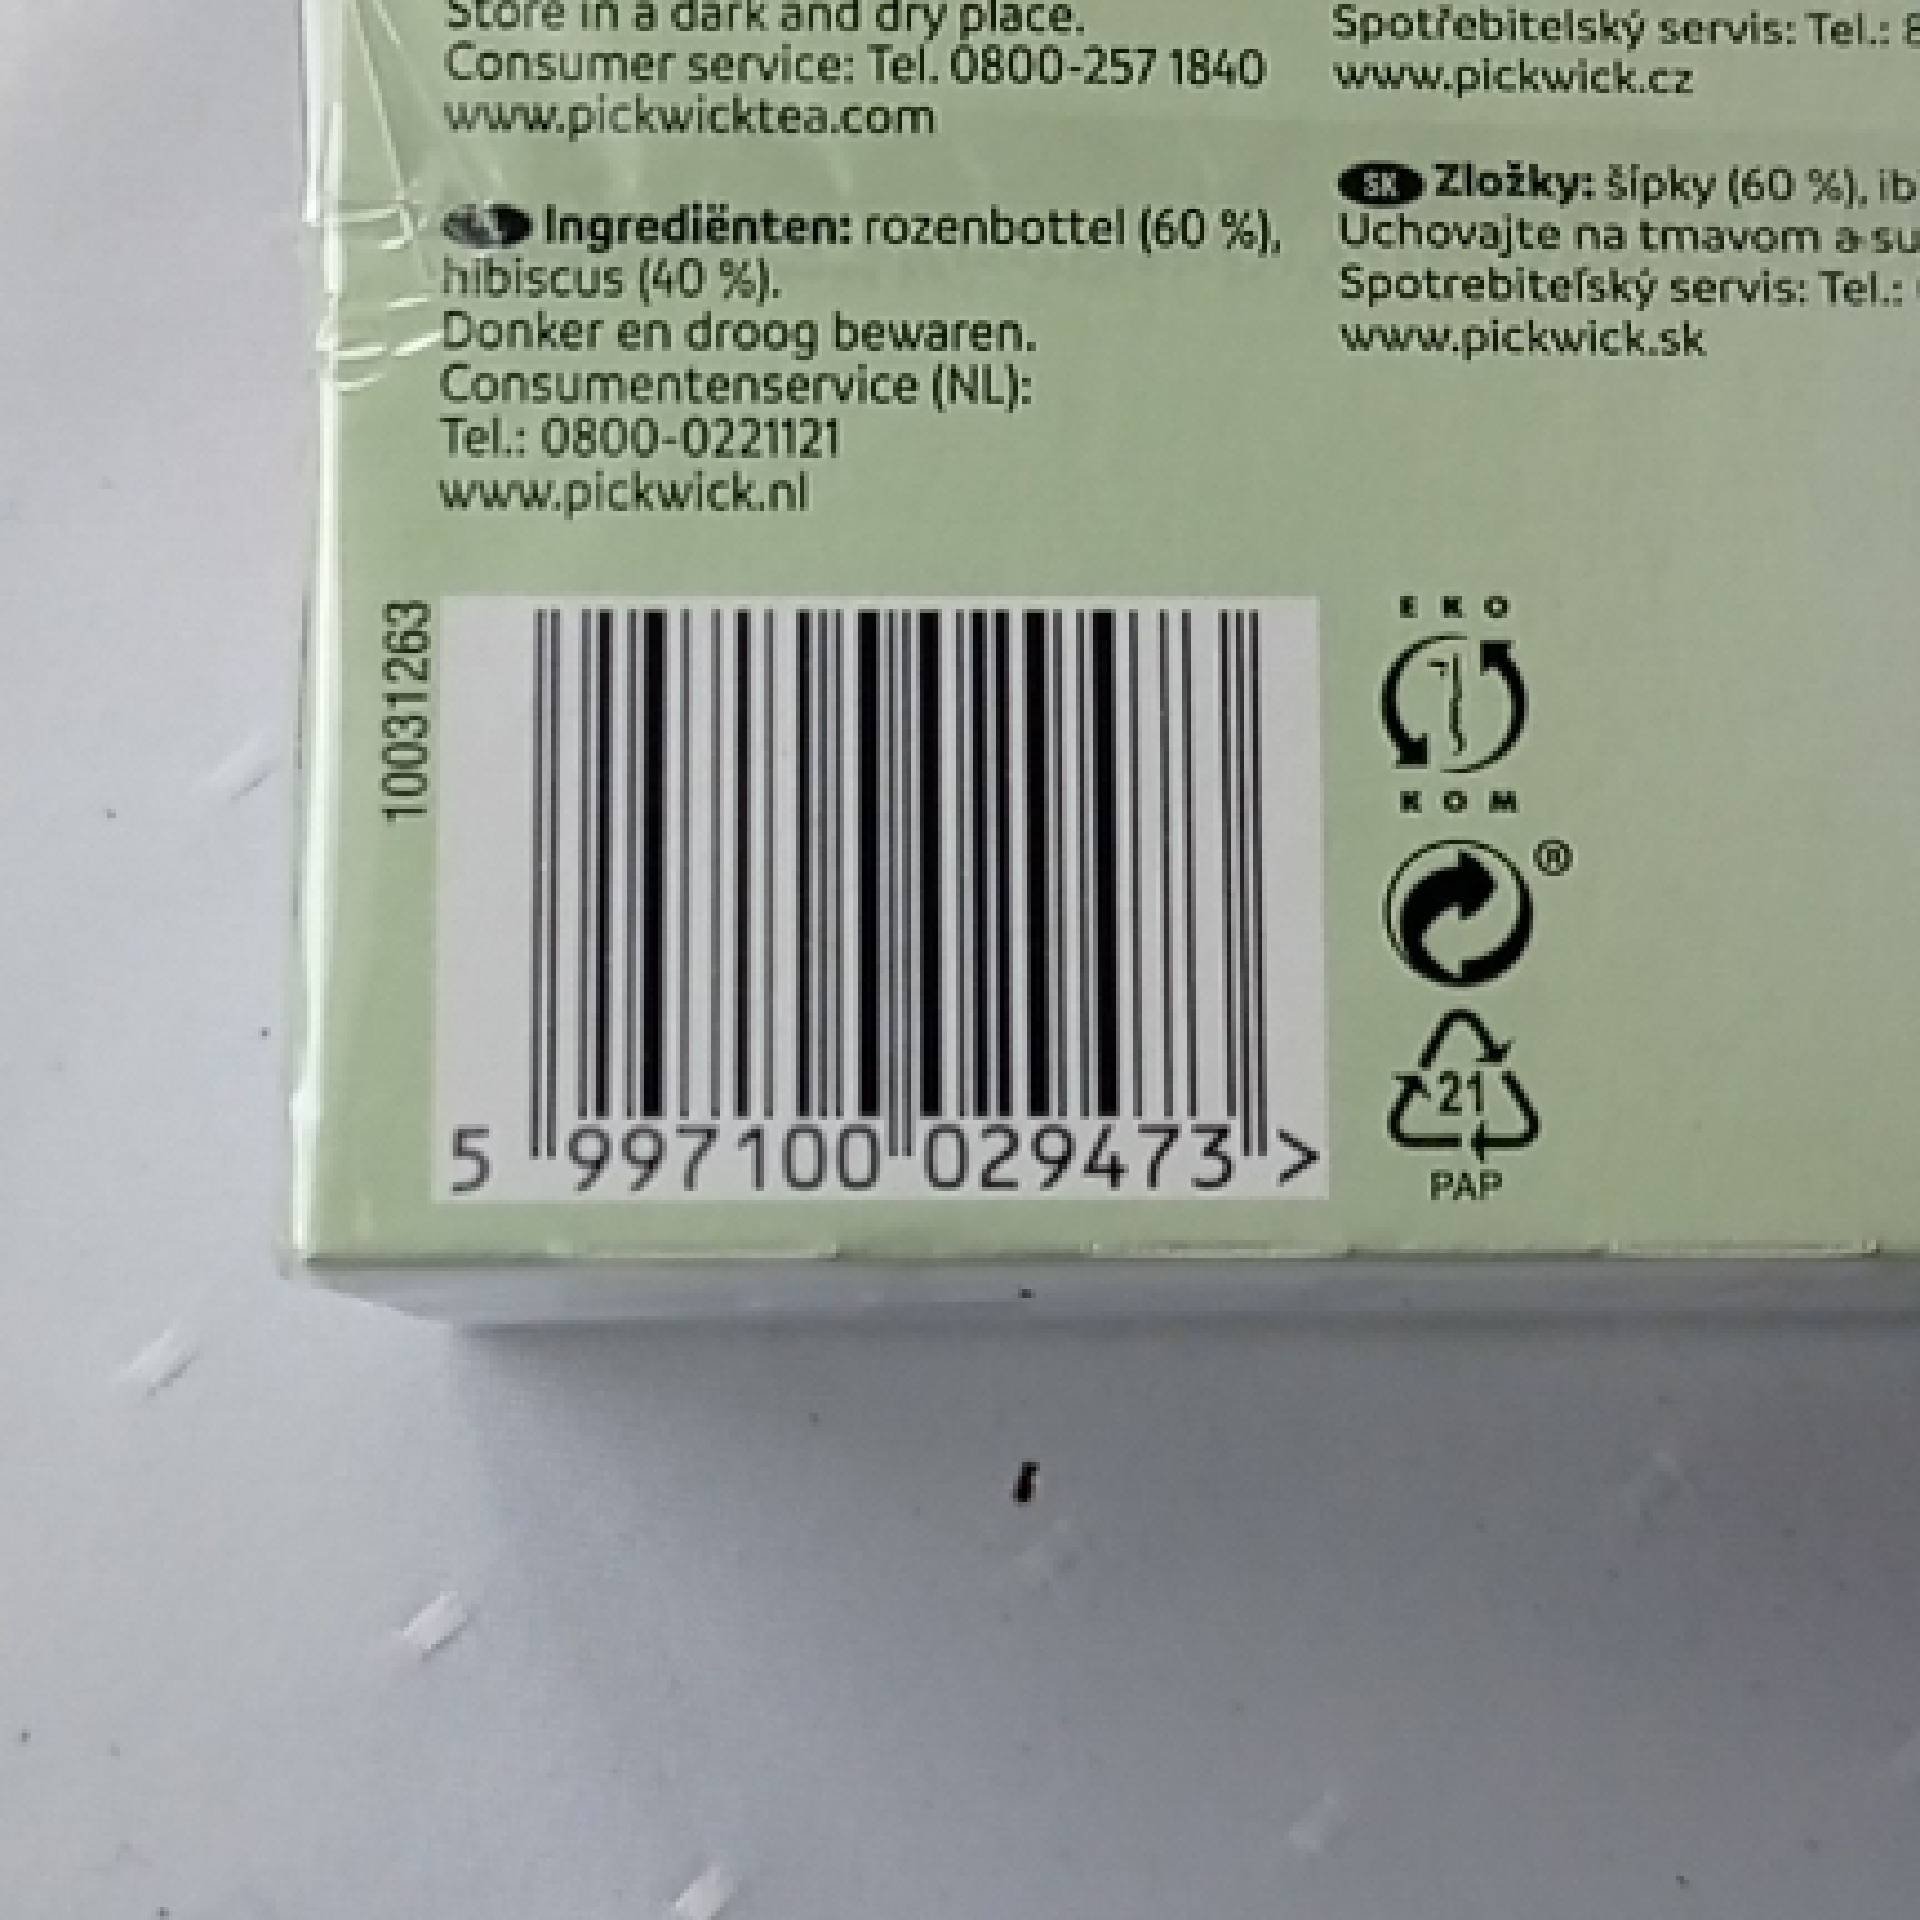 Store in a dark and dry place.
Consumer service: Tel. 0800-257 1840
www.pickwicktea.com
Ingrediënten: rozenbottel (60 %),
hibiscus (40 %).
Donker en droog bewaren.
Consumentenservice (NL):
Tel.: 0800-0221121
www.pickwick.nl
Spotřebitelský servis: Tel.: 8
www.pickwick.cz
SK Zložky: šípky (60 %),
Uchovajte na tmavom a
Spotrebiteľský servis: Tel.:
www.pickwick.sk
10031263
5 997100 029473 >
EKO
KOM
®
21
PAP